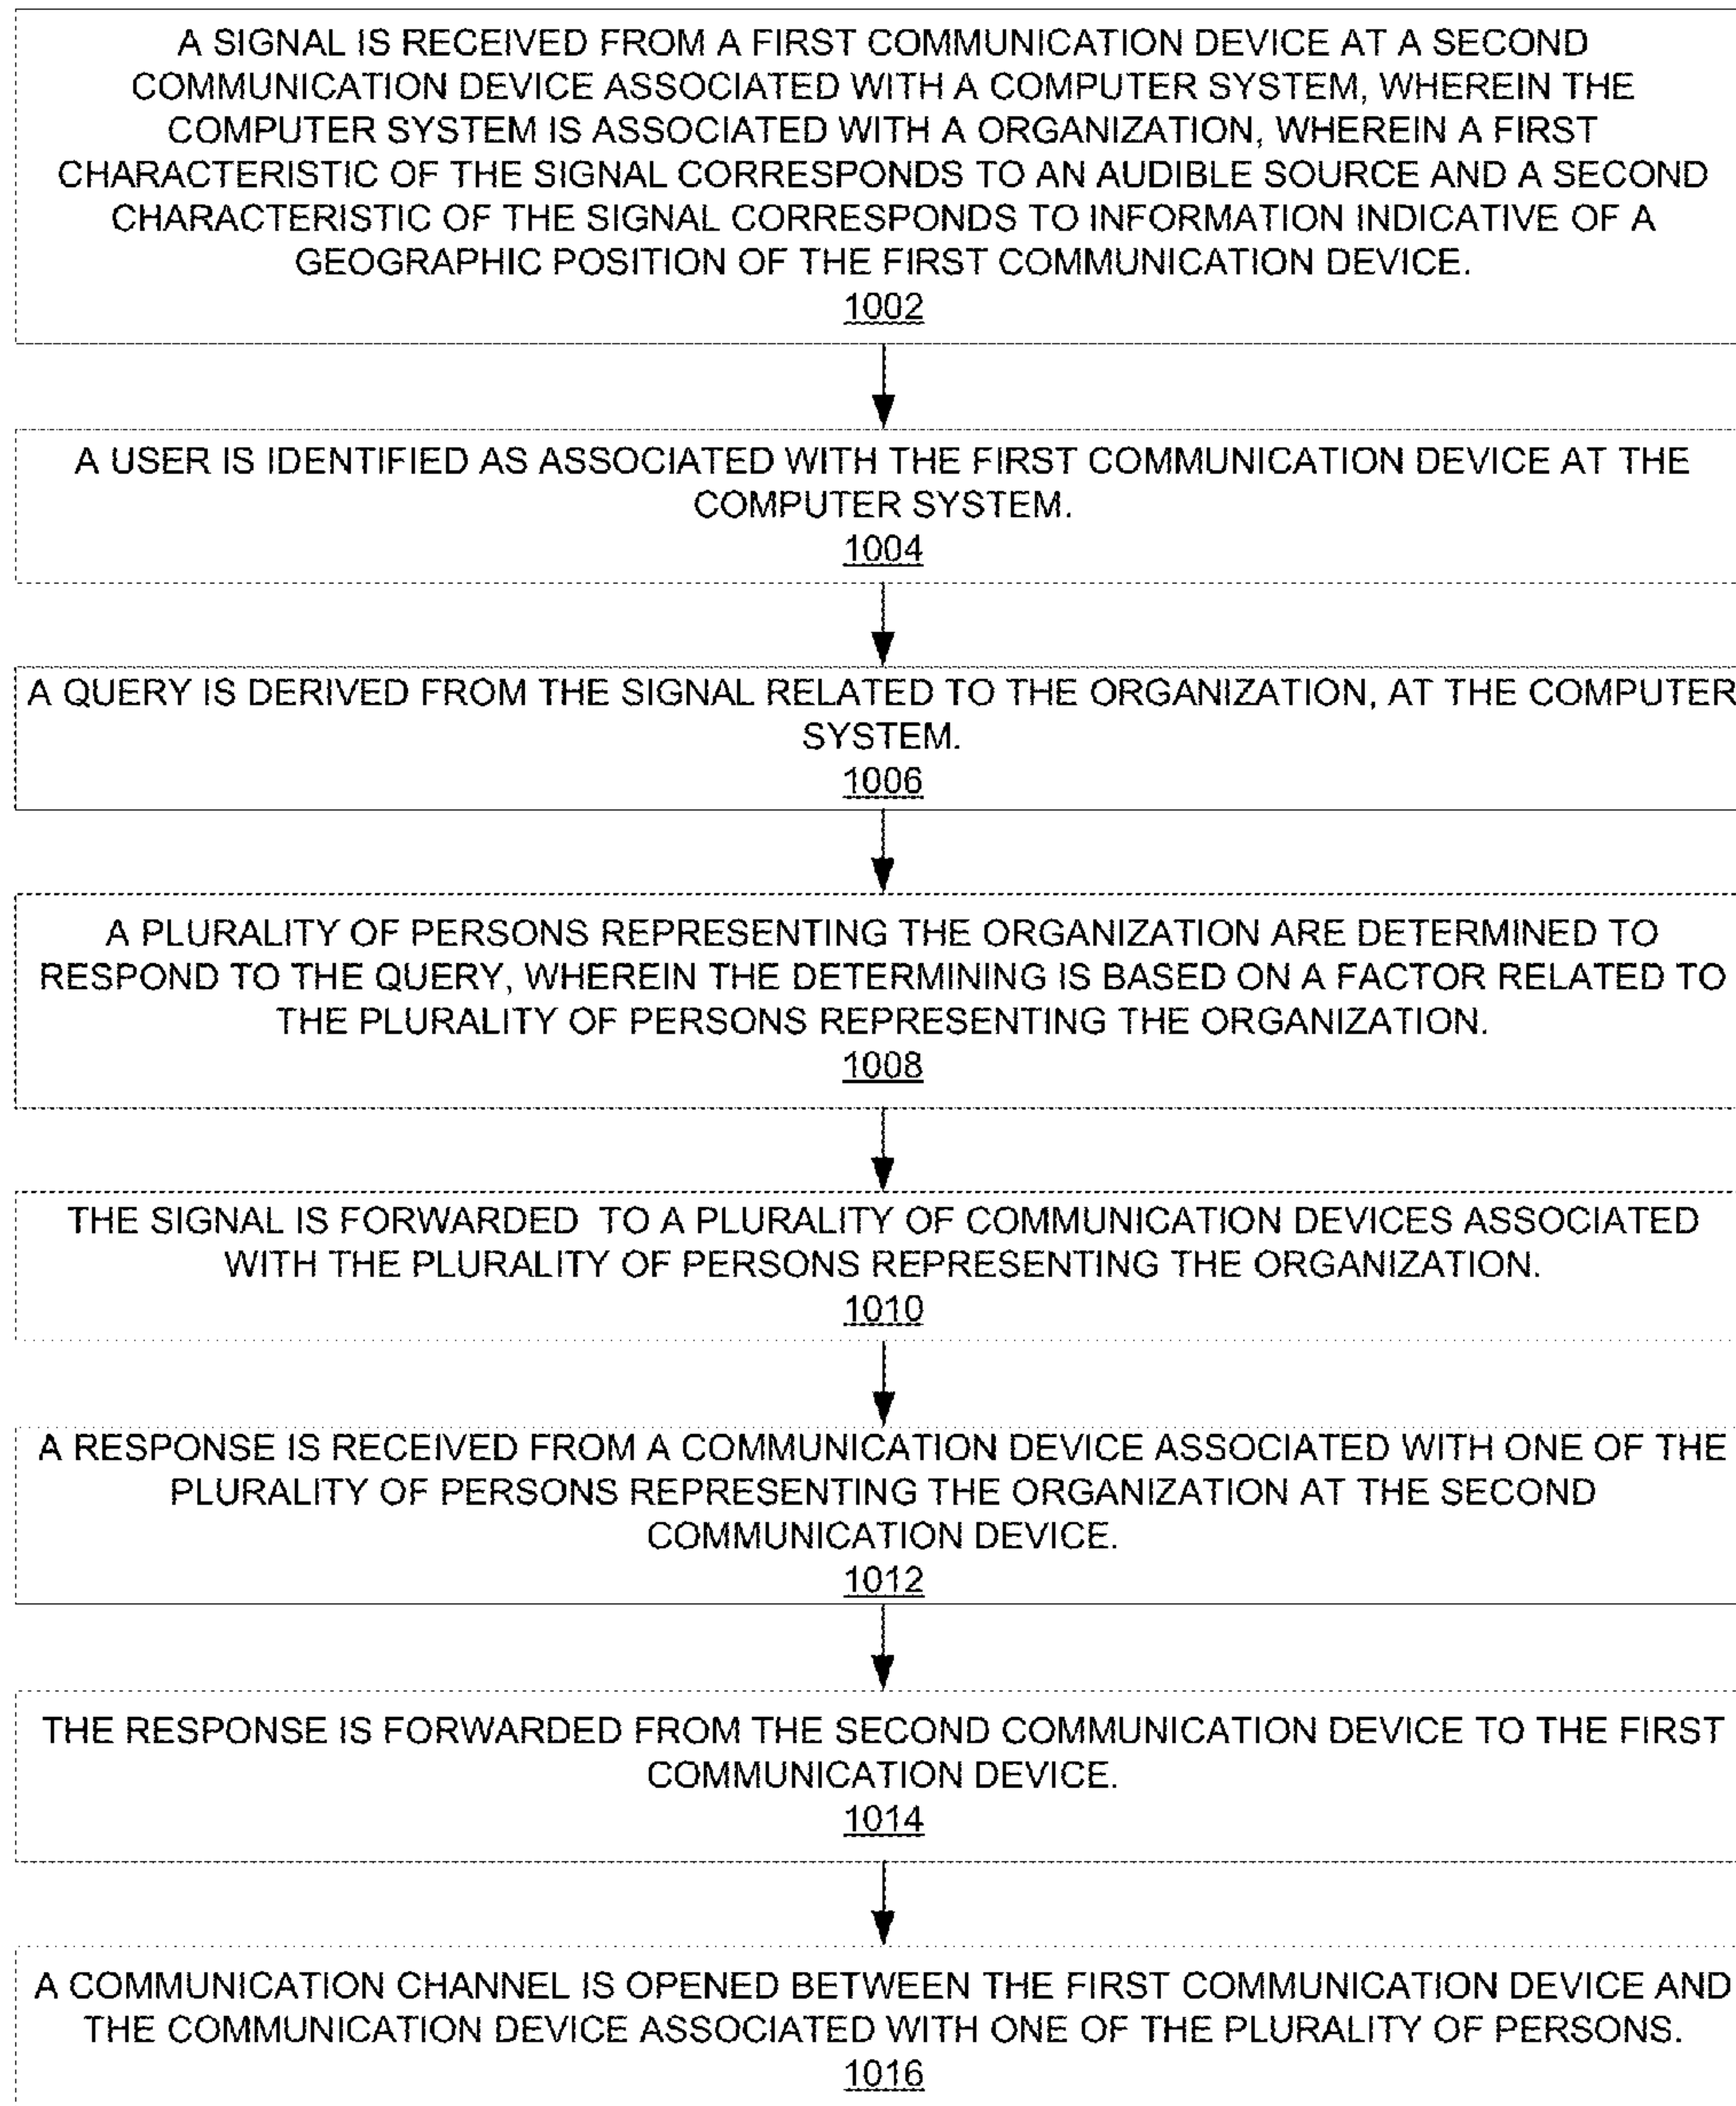 A SIGNAL IS RECEIVED FROM A FIRST COMMUNICATION DEVICE AT A SECOND
COMMUNICATION DEVICE ASSOCIATED WITH A COMPUTER SYSTEM, WHEREIN THE
COMPUTER SYSTEM IS ASSOCIATED WITH A ORGANIZATION, WHEREIN A FIRST
CHARACTERISTIC OF THE SIGNAL CORRESPONDS TO AN AUDIBLE SOURCE AND A SECOND
CHARACTERISTIC OF THE SIGNAL CORRESPONDS TO INFORMATION INDICATIVE OF A
GEOGRAPHIC POSITION OF THE FIRST COMMUNICATION DEVICE.
1002
A USER IS IDENTIFIED AS ASSOCIATED WITH THE FIRST COMMUNICATION DEVICE AT THE
COMPUTER SYSTEM.
1004
A QUERY IS DERIVED FROM THE SIGNAL RELATED TO THE ORGANIZATION, AT THE COMPUTER
SYSTEM.
1006
A PLURALITY OF PERSONS REPRESENTING THE ORGANIZATION ARE DETERMINED TO
RESPOND TO THE QUERY, WHEREIN THE DETERMINING IS BASED ON A FACTOR RELATED TO
THE PLURALITY OF PERSONS REPRESENTING THE ORGANIZATION.
1008
THE SIGNAL IS FORWARDED TO A PLURALITY OF COMMUNICATION DEVICES ASSOCIATED
WITH THE PLURALITY OF PERSONS REPRESENTING THE ORGANIZATION.
1010
A RESPONSE IS RECEIVED FROM A COMMUNICATION DEVICE ASSOCIATED WITH ONE OF THE
PLURALITY OF PERSONS REPRESENTING THE ORGANIZATION AT THE SECOND
COMMUNICATION DEVICE.
1012
THE RESPONSE IS FORWARDED FROM THE SECOND COMMUNICATION DEVICE TO THE FIRST
COMMUNICATION DEVICE.
1014
A COMMUNICATION CHANNEL IS OPENED BETWEEN THE FIRST COMMUNICATION DEVICE AND
THE COMMUNICATION DEVICE ASSOCIATED WITH ONE OF THE PLURALITY OF PERSONS.
1016